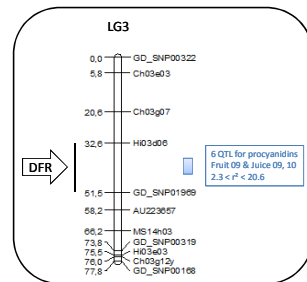 LG3
0,0 GD_SNP00322
5,8 Ch03e03
20,6 Ch03g07
32,6 Hi03d06
DFR
6 QTL for procyanidins
Fruit 09 & Juice 09, 10
2.3 < r² < 20.6
51,5 GD_SNP01969
58,2 AU223657
66,2 MS14h03
73,8 GD_SNP00319
75,5 Hi03e03
76,0 Ch03g12y
77,8 GD_SNP00168